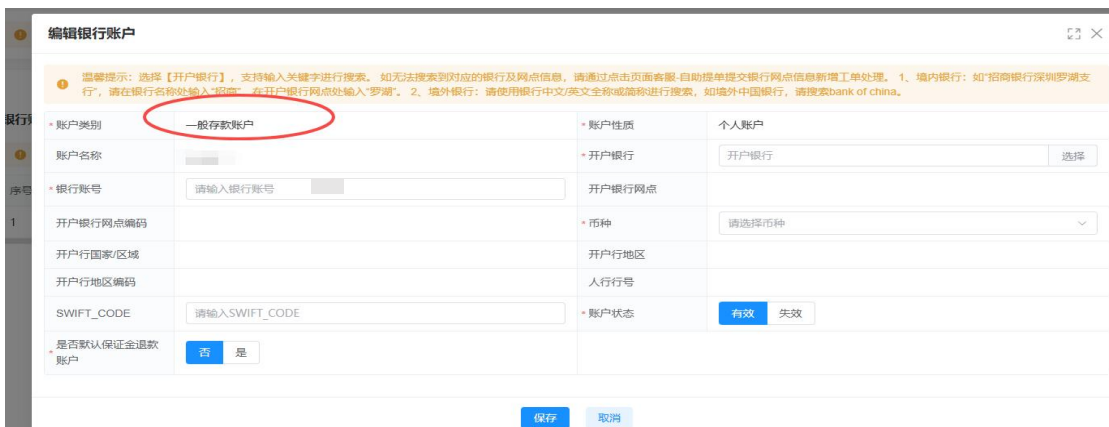 编辑银行账户
温馨提示：选择【开户银行】，支持输入关键字进行搜索。 如无法搜索到对应的银行及网点信息，请通过点击页面客服-自助提单提交银行网点信息新增工单处理。 1、境内银行：如“招商银行深圳罗湖支
行”，请在银行名称处输入“招商”，在开户银行网点处输入“罗湖”。 2、境外银行：请使用银行中文/英文全称或简称进行搜索，如境外中国银行，请搜索bank of china。
* 账户类别 一般存款账户 * 账户性质 个人账户
账户名称 * 开户银行 开户银行 选择
序号 * 银行账号 请输入银行账号 开户银行网点
1 开户银行网点编码 * 币种 请选择币种
开户行国家/区域 开户行地区
开户行地区编码 人行行号
SWIFT_CODE 请输入SWIFT_CODE * 账户状态 有效 失效
* 是否默认保证金退款 否 是
账户
保存 取消